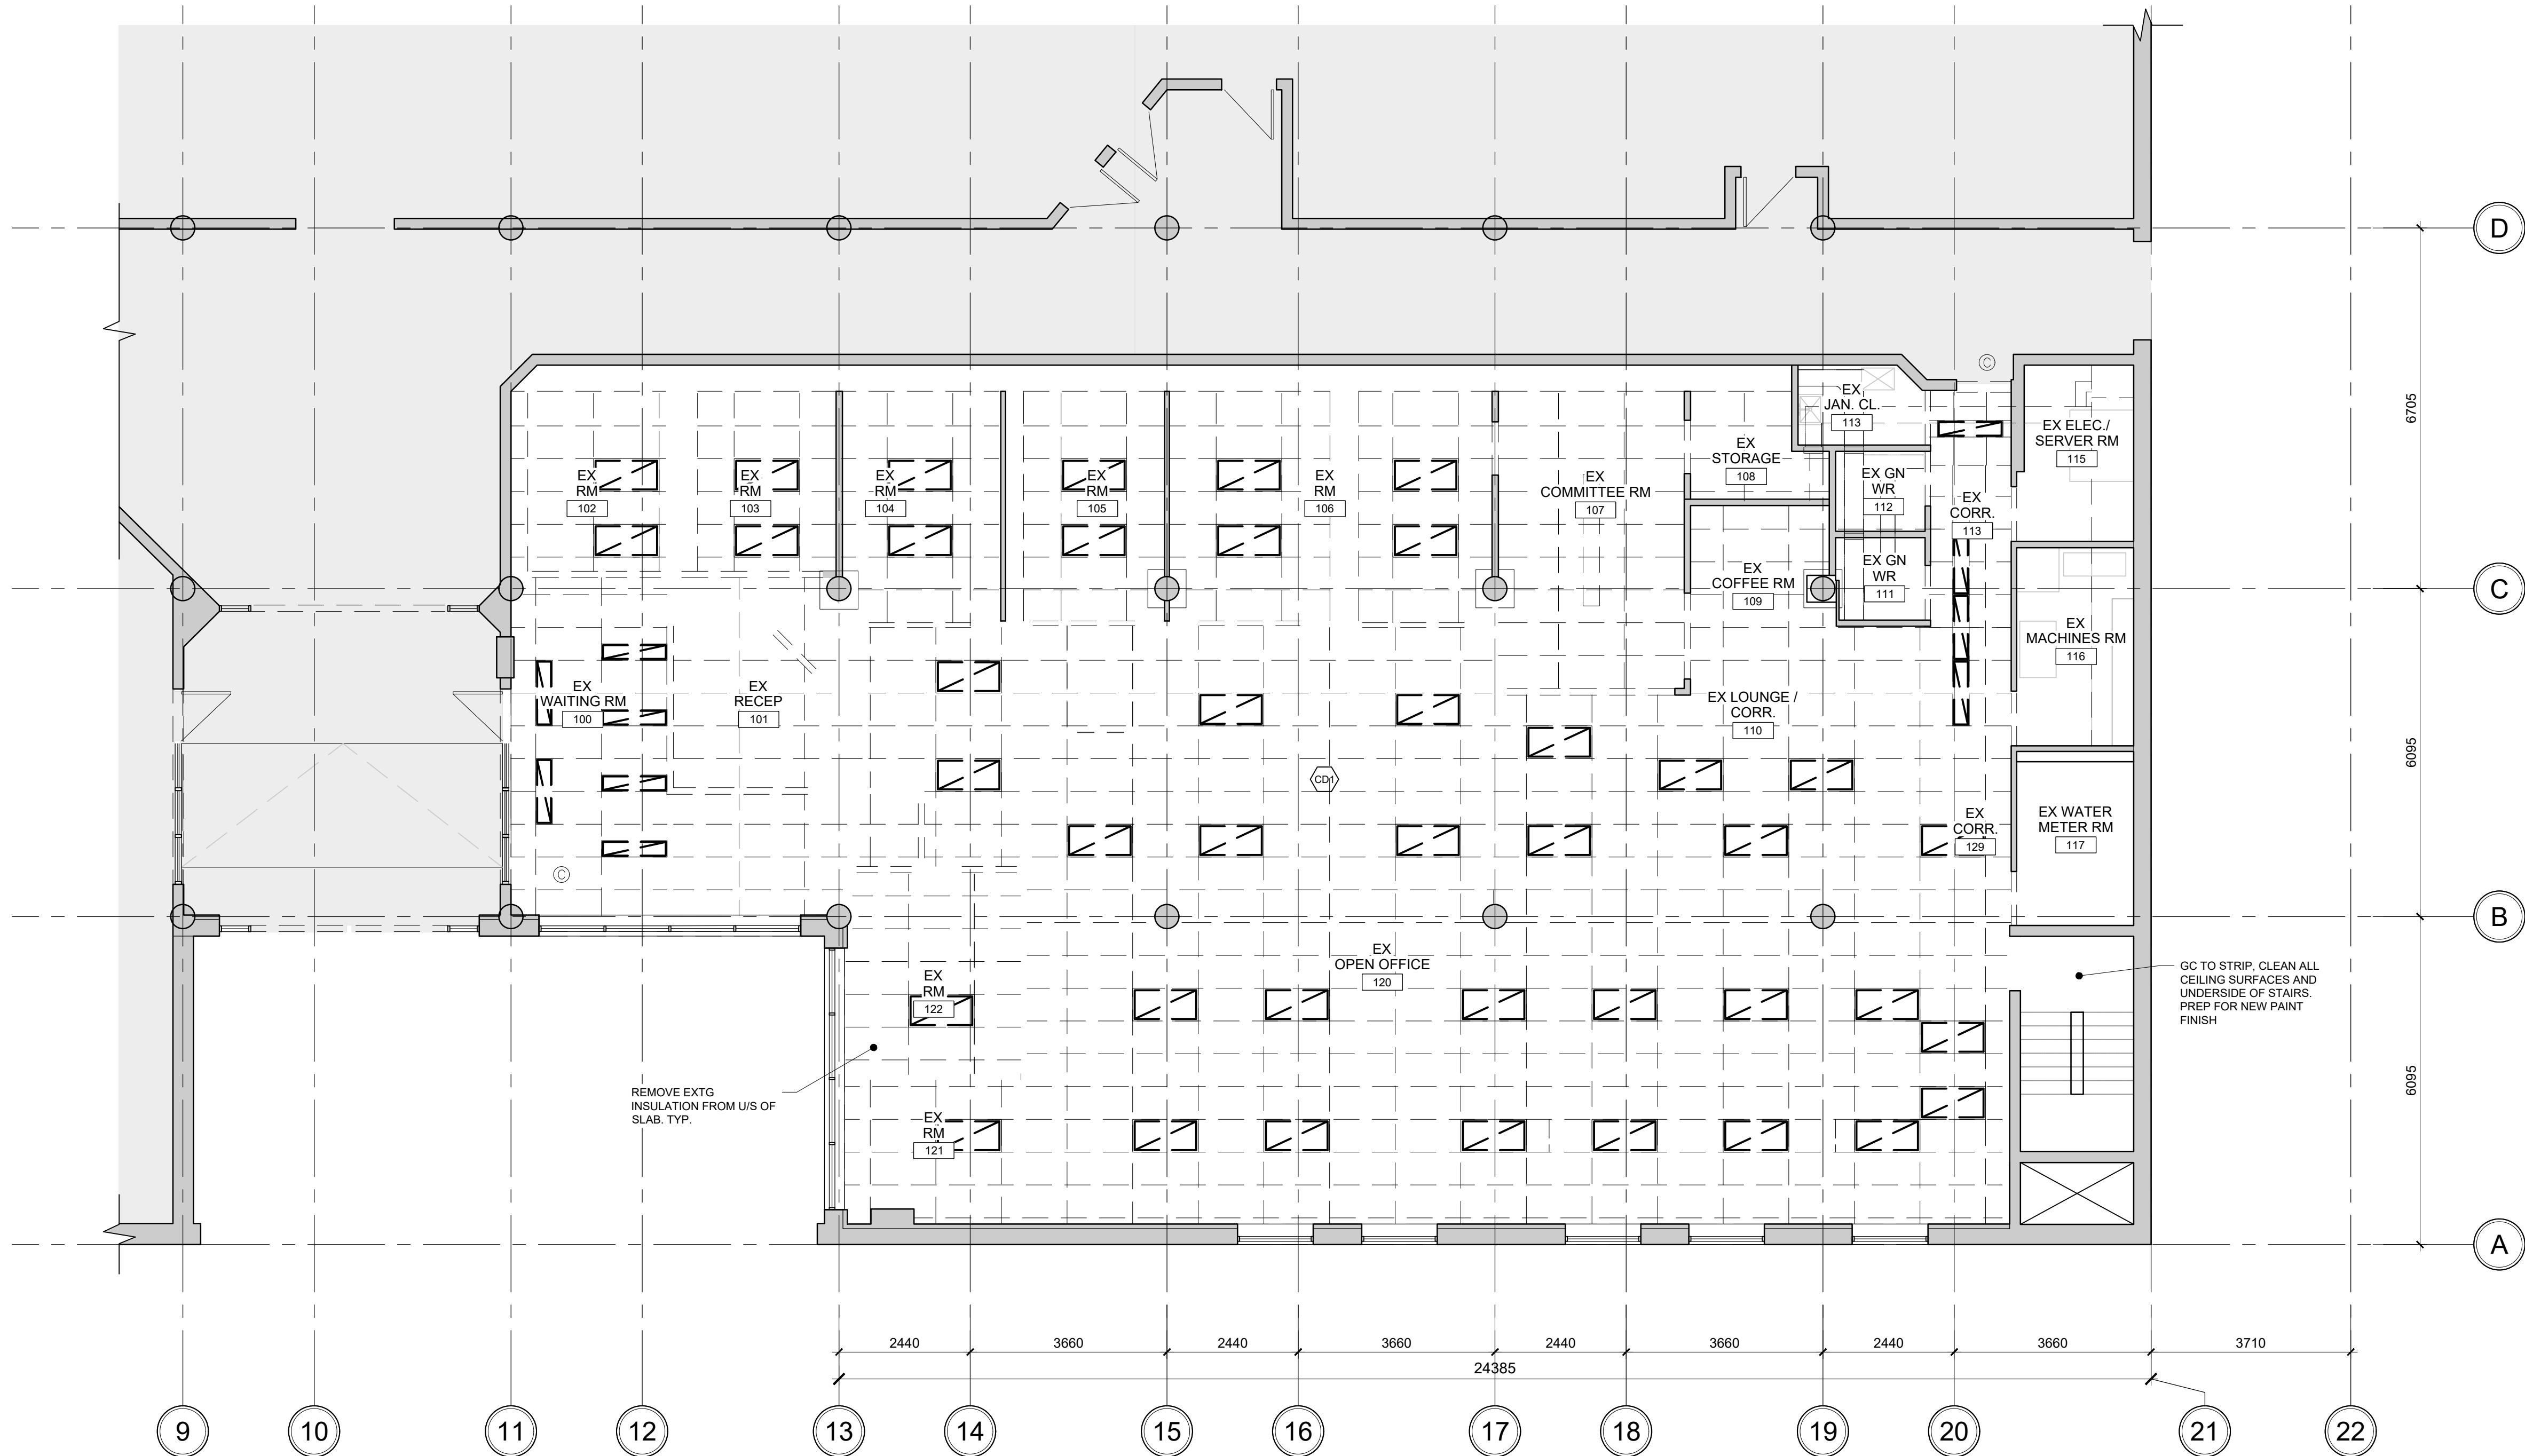 D
6705
C
6095
B
6095
A
EX
RM
102
EX
RM
103
EX
RM
104
EX
RM
105
EX
RM
106
EX
COMMITTEE RM
107
EX
STORAGE
108
EX
JAN. CL.
113
EX GN
WR
112
EX GN
WR
111
EX
COFFEE RM
109
EX
CORR.
113
EX ELEC./
SERVER RM
115
EX
MACHINES RM
116
EX WATER
METER RM
117
C
EX
WAITING RM
100
EX
RECEP
101
EX LOUNGE /
CORR.
110
CD1
EX
CORR.
129
C
EX
OPEN OFFICE
120
EX
RM
122
EX
RM
121
REMOVE EXTG
INSULATION FROM U/S OF
SLAB. TYP.
GC TO STRIP, CLEAN ALL
CEILING SURFACES AND
UNDERSIDE OF STAIRS.
PREP FOR NEW PAINT
FINISH
2440
3660
2440
3660
2440
3660
2440
3660
3710
24385
9
10
11
12
13
14
15
16
17
18
19
20
21
22